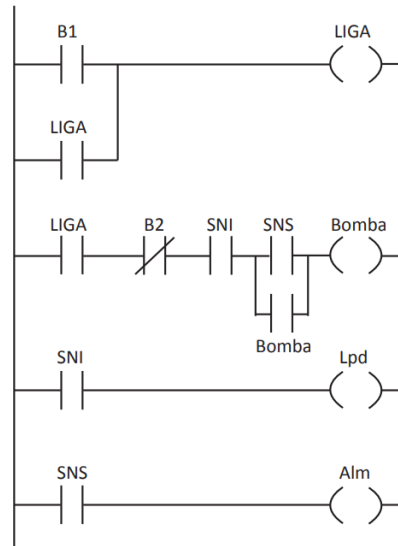 B1 LIGA
LIGA
LIGA B2 SNI SNS Bomba
Bomba
SNI Lpd
SNS Alm